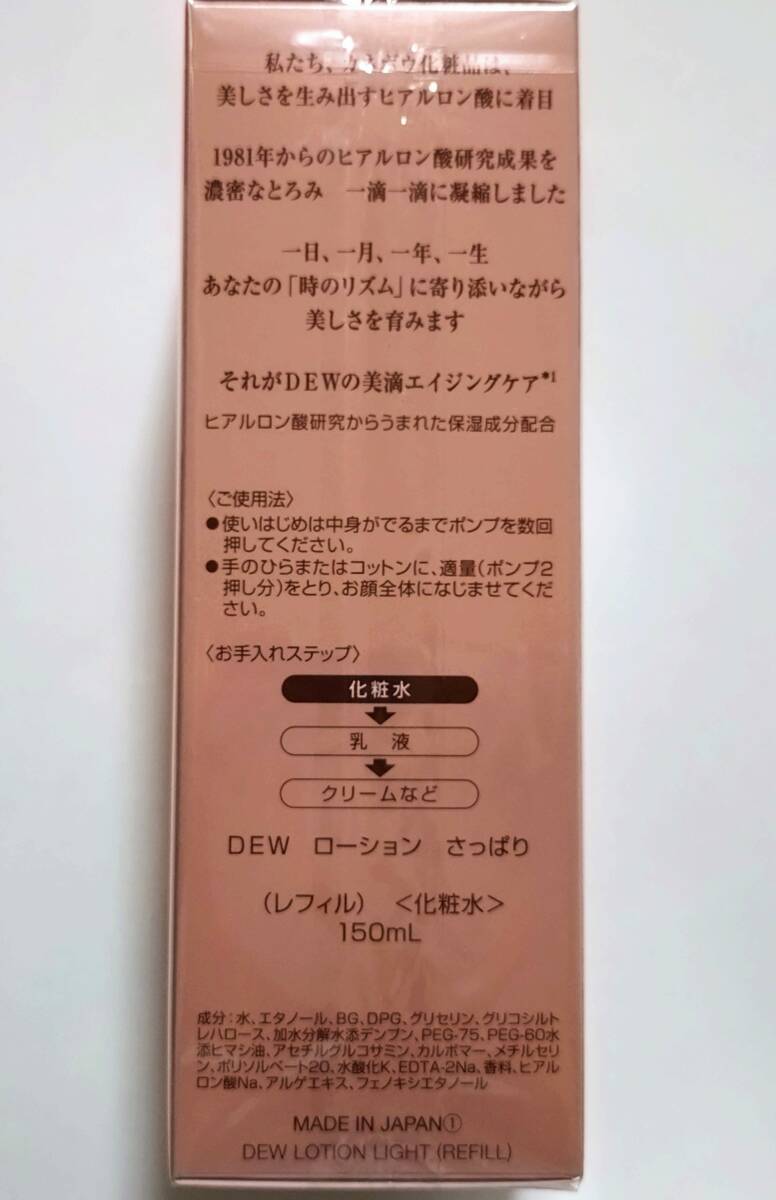 私たち、カネボウ化粧品は、
美しさを生み出すヒアルロン酸に着目
1981年からのヒアルロン酸研究成果を
濃密なとろみ　一滴一滴に凝縮しました
一日、一月、一年、一生
あなたの「時のリズム」に寄り添いながら
美しさを育みます
それがDEWの美滴エイジングケア*1
ヒアルロン酸研究からうまれた保湿成分配合
〈ご使用法〉
●使いはじめは中身がでるまでポンプを数回
押してください。
●手のひらまたはコットンに、適量(ポンプ2
押し分)をとり、お顔全体になじませてくだ
さい。
〈お手入れステップ〉
化粧水
乳　液
クリームなど
DEW　ローション　さっぱり
（レフィル）　＜化粧水＞
150mL
成分：水、エタノール、BG、DPG、グリセリン、グリコシルト
レハロース、加水分解水添デンプン、PEG-75、PEG-60水
添ヒマシ油、アセチルグルコサミン、カルボマー、メチルセリ
ン、ポリソルベート20、水酸化K、EDTA-2Na、香料、ヒアル
ロン酸Na、アルゲエキス、フェノキシエタノール
MADE IN JAPAN①
DEW LOTION LIGHT (REFILL)